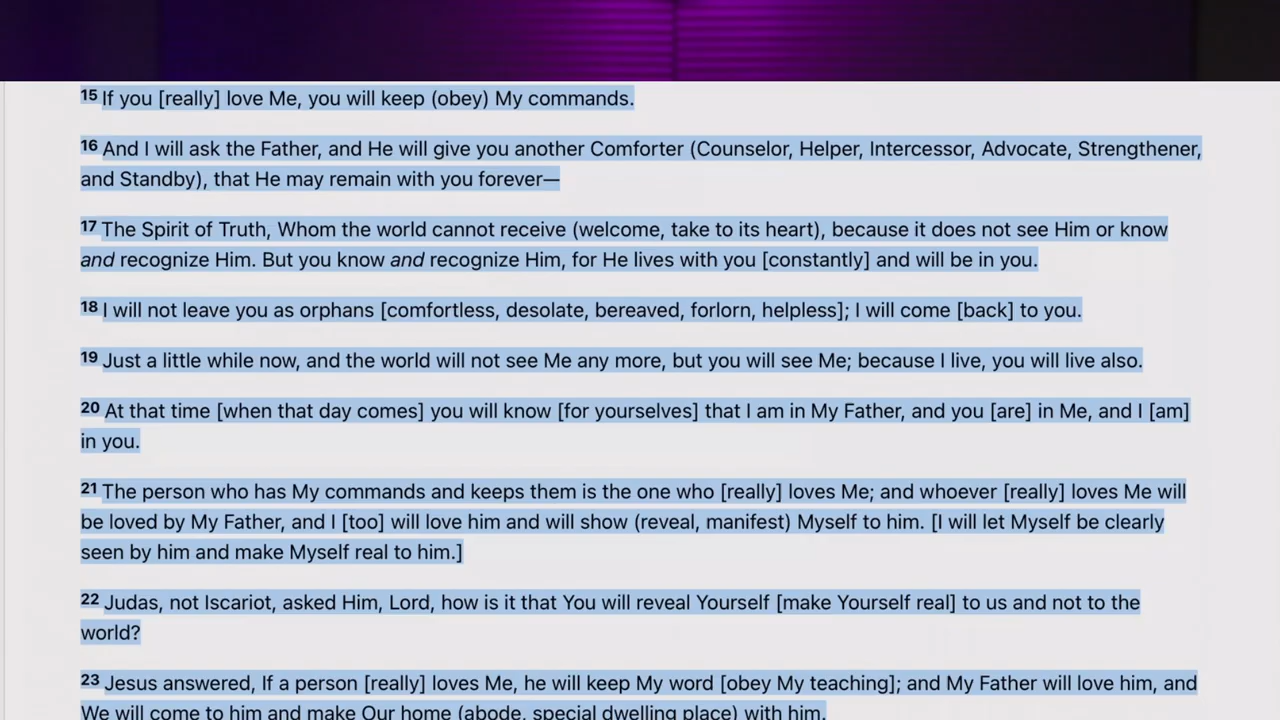 15 If you [really] love Me, you will keep (obey) My commands.
16 And I will ask the Father, and He will give you another Comforter (Counselor, Helper, Intercessor, Advocate, Strengthener,
and Standby), that He may remain with you forever—
17 The Spirit of Truth, Whom the world cannot receive (welcome, take to its heart), because it does not see Him or know
and recognize Him. But you know and recognize Him, for He lives with you [constantly] and will be in you.
18 I will not leave you as orphans [comfortless, desolate, bereaved, forlorn, helpless]; I will come [back] to you.
19 Just a little while now, and the world will not see Me any more, but you will see Me; because I live, you will live also.
20 At that time [when that day comes] you will know [for yourselves] that I am in My Father, and you [are] in Me, and I [am]
in you.
21 The person who has My commands and keeps them is the one who [really] loves Me; and whoever [really] loves Me will
be loved by My Father, and I [too] will love him and will show (reveal, manifest) Myself to him. [I will let Myself be clearly
seen by him and make Myself real to him.]
22 Judas, not Iscariot, asked Him, Lord, how is it that You will reveal Yourself [make Yourself real] to us and not to the
world?
23 Jesus answered, If a person [really] loves Me, he will keep My word [obey My teaching]; and My Father will love him, and
We will come to him and make Our home (abode, special dwelling place) with him.